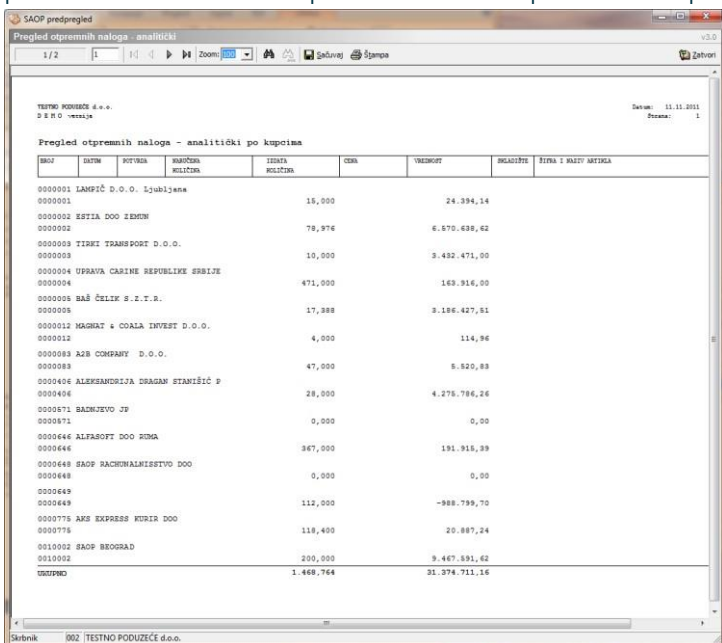 SAOP predpregled
Pregled otpremnih naloga - analitički v3.0
1/2 1 Zoom: 100 Sačuvaj Štampa Zatvori
TESTNO PODUZEĆE d.o.o. Datum: 11.11.2011
D E M O verzija Strana: 1
Pregled otpremnih naloga - analitički po kupcima
BROJ DATUM POTVRDA NARUČENA IZDATA CENA VREDNOST SKLADIŠTE ŠIFRA I NAZIV ARTIKLA
KOLIČINA KOLIČINA
0000001 LAMPIČ D.O.O. Ljubljana
0000001 15,000 24.394,14
0000002 ESTIA DOO ZEMUN
0000002 78,976 6.570.638,62
0000003 TIRKI TRANSPORT D.O.O.
0000003 10,000 3.432.471,00
0000004 UPRAVA CARINE REPUBLIKE SRBIJE
0000004 471,000 163.916,00
0000005 BAŠ ČELIK S.Z.T.R.
0000005 17,388 3.186.427,51
0000012 MAGNAT & COALA INVEST D.O.O.
0000012 4,000 114,96
0000083 A2B COMPANY D.O.O.
0000083 47,000 5.520,83
0000406 ALEKSANDRIJA DRAGAN STANIŠIĆ P
0000406 28,000 4.275.786,26
0000571 BADNJEVO JP
0000571 0,000 0,00
0000646 ALFASOFT DOO RUMA
0000646 367,000 191.915,39
0000648 SAOP RACHUNALNISSTVO DOO
0000648 0,000 0,00
0000649
0000649 112,000 -988.799,70
0000775 AKS EXPRESS KURIR DOO
0000775 118,400 20.887,24
0010002 SAOP BEOGRAD
0010002 200,000 9.467.591,62
UKUPNO 1.468,764 31.374.711,16
Skrbnik 002 TESTNO PODUZEĆE d.o.o.